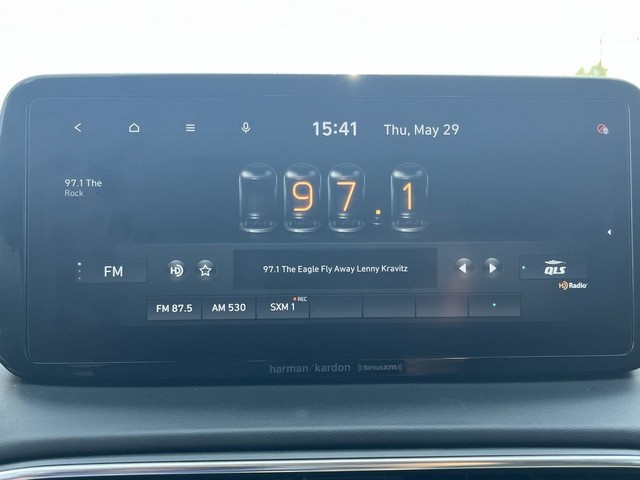 15:41 Thu, May 29
97.1 The
Rock
97.1
FM
HD
97.1 The Eagle Fly Away Lenny Kravitz
QLS
HD Radio
FM 87.5 AM 530 SXM 1 REC
harman/kardon ((SiriusXM))